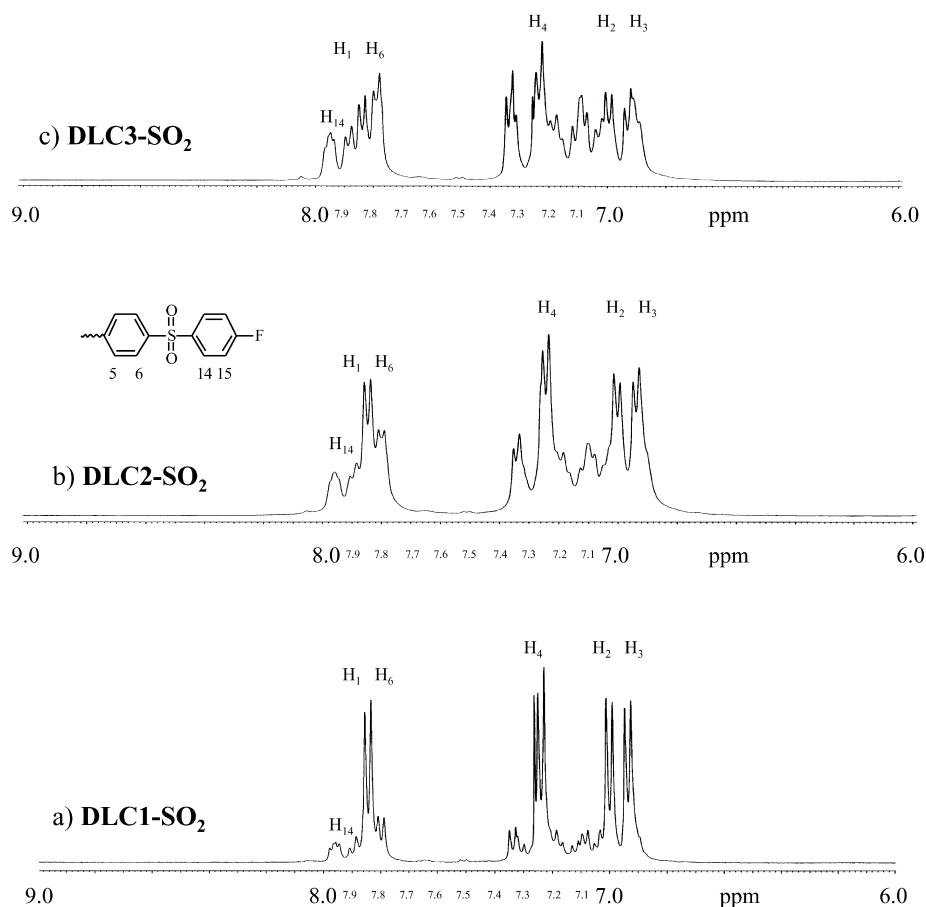 H₄ H₂ H₃
H₁ H₆
H₁₄
c) DLC3-SO₂
9.0 8.0 7.9 7.8 7.7 7.6 7.5 7.4 7.3 7.2 7.1 7.0 ppm 6.0
H₄ H₂ H₃
O
S F
O
5 6 14 15
H₁ H₆
H₁₄
b) DLC2-SO₂
9.0 8.0 7.9 7.8 7.7 7.6 7.5 7.4 7.3 7.2 7.1 7.0 ppm 6.0
H₄ H₂ H₃
H₁ H₆
H₁₄
a) DLC1-SO₂
9.0 8.0 7.9 7.8 7.7 7.6 7.5 7.4 7.3 7.2 7.1 7.0 ppm 6.0